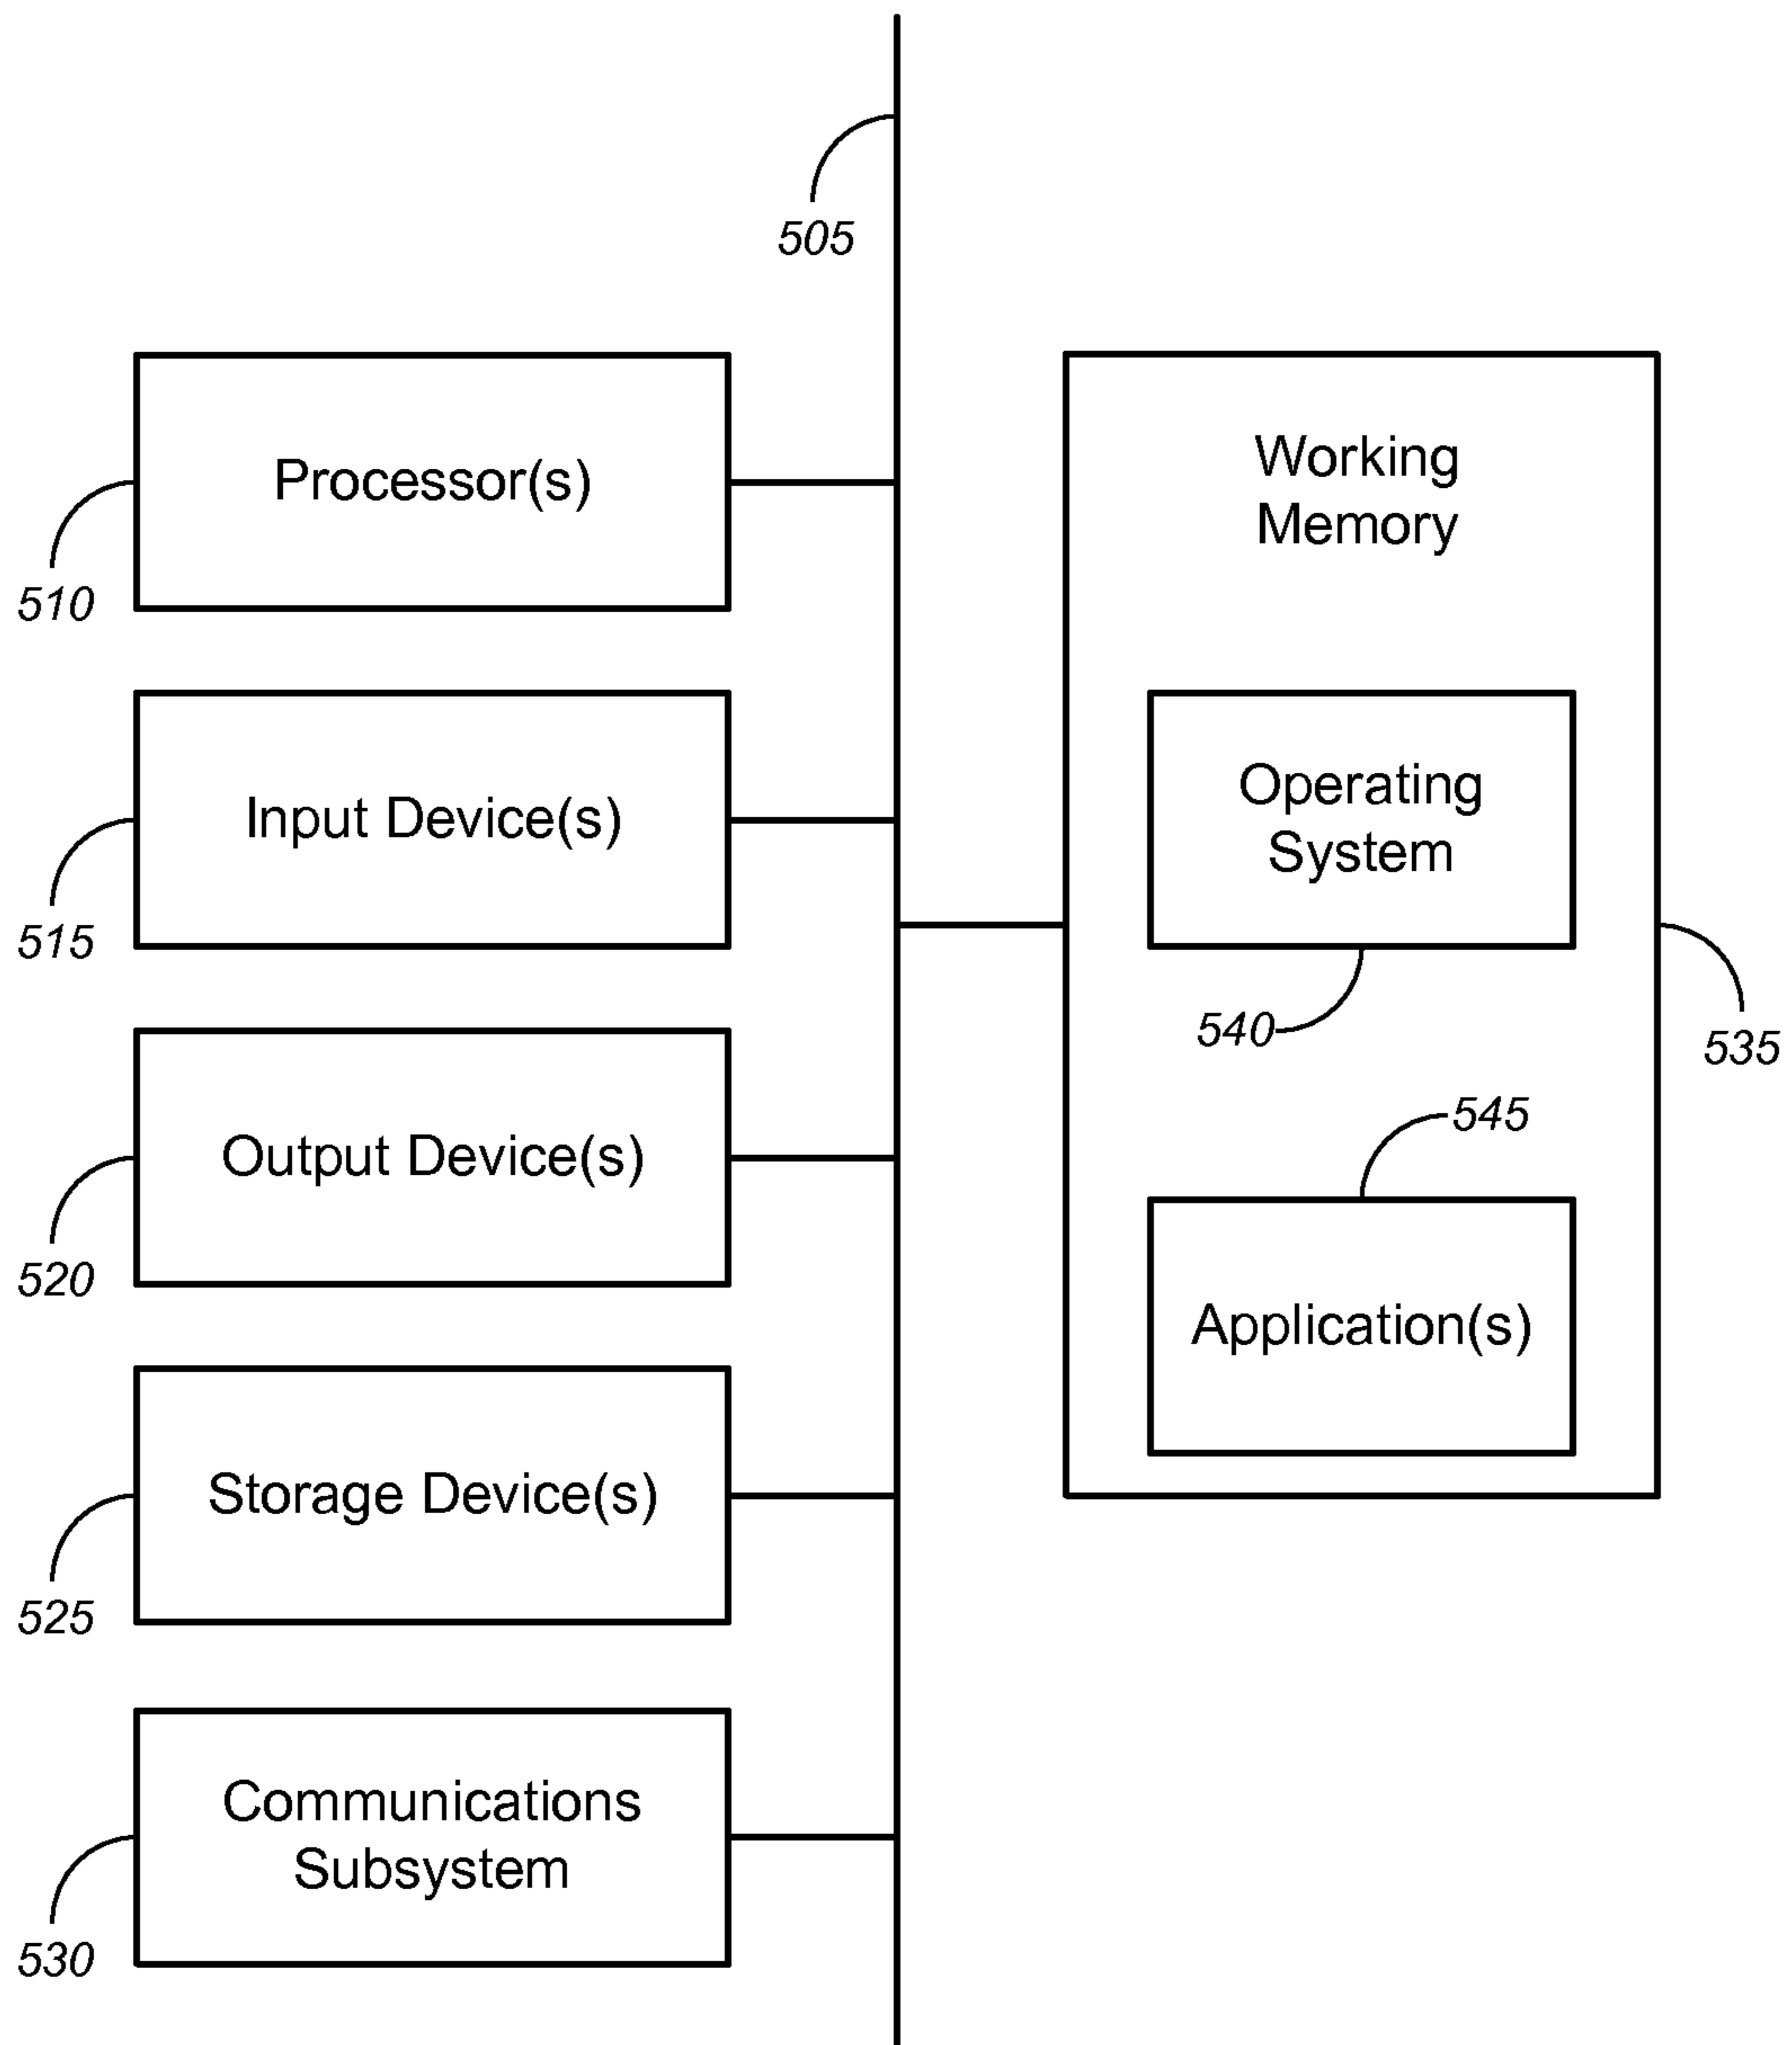 505
Processor(s)
510
Input Device(s)
515
Output Device(s)
520
Storage Device(s)
525
Communications
Subsystem
530
Working
Memory
Operating
System
540
535
545
Application(s)